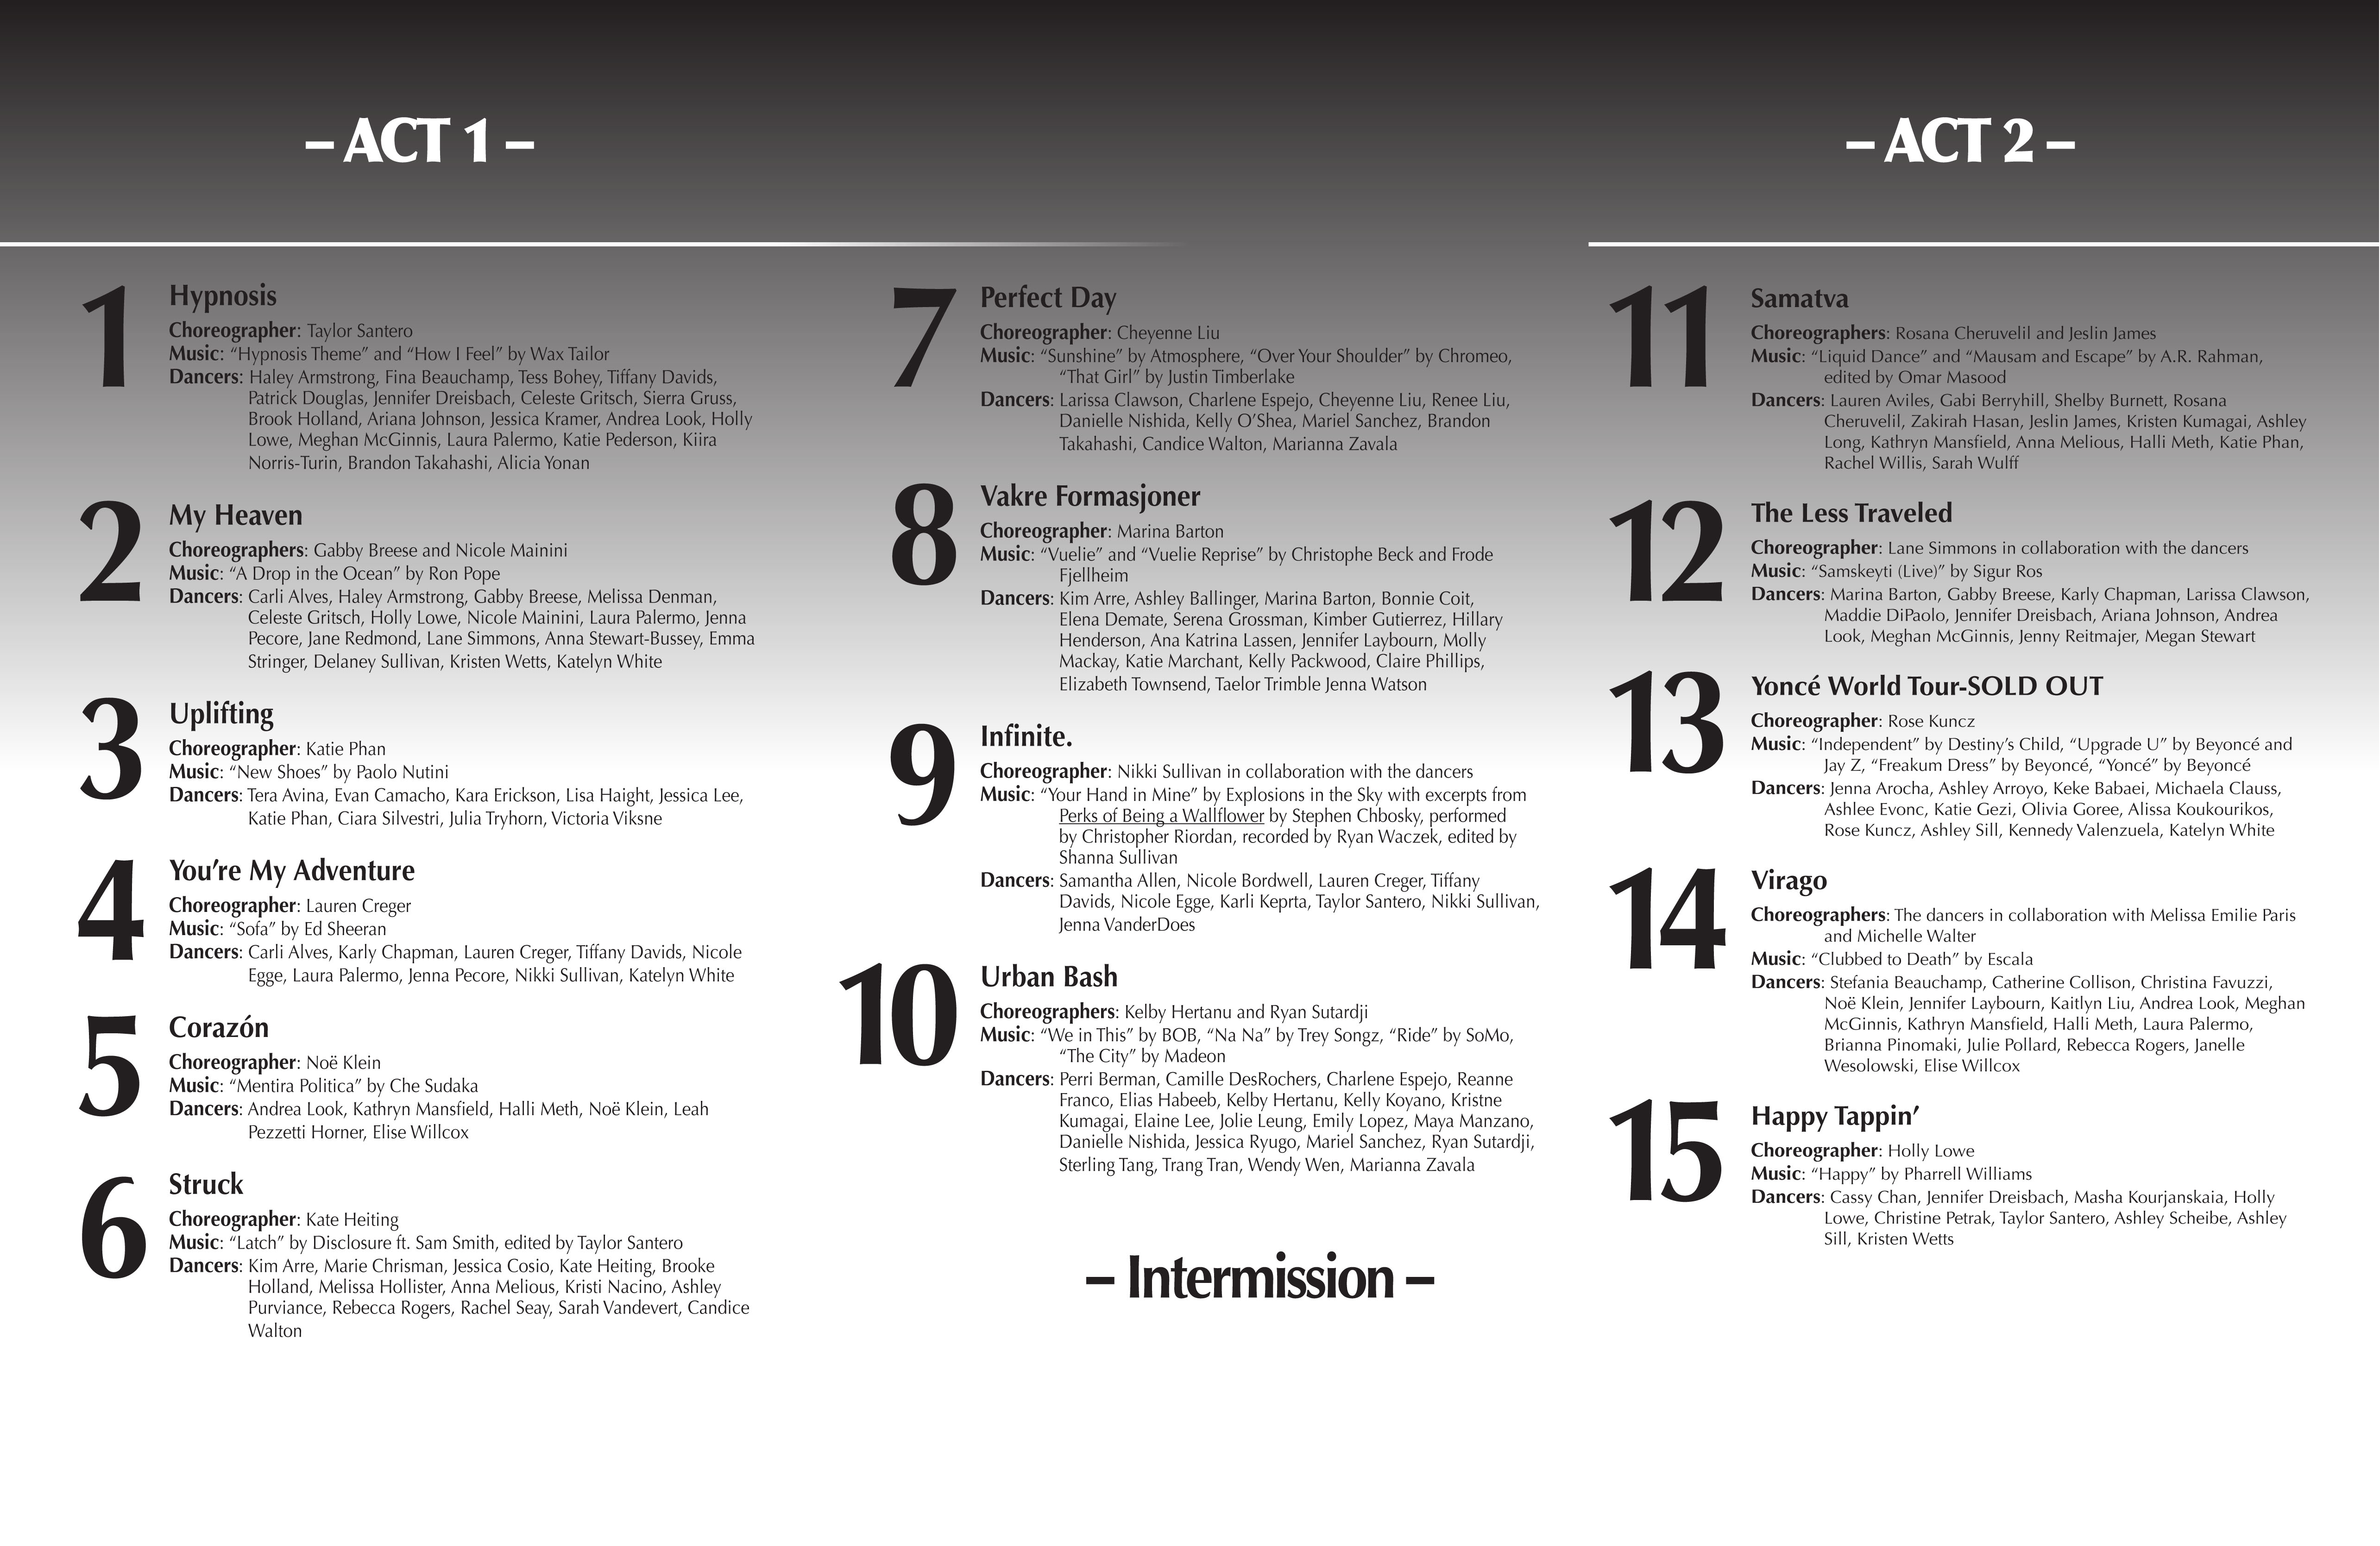 – ACT 1 –
1
Hypnosis
Choreographer: Taylor Santero
Music: “Hypnosis Theme” and “How I Feel” by Wax Tailor
Dancers: Haley Armstrong, Fina Beauchamp, Tess Bohey, Tiffany Davids,
Patrick Douglas, Jennifer Dreisbach, Celeste Gritsch, Sierra Gruss,
Brook Holland, Ariana Johnson, Jessica Kramer, Andrea Look, Holly
Lowe, Meghan McGinnis, Laura Palermo, Katie Pederson, Kiira
Norris-Turin, Brandon Takahashi, Alicia Yonan
2
My Heaven
Choreographers: Gabby Breese and Nicole Mainini
Music: “A Drop in the Ocean” by Ron Pope
Dancers: Carli Alves, Haley Armstrong, Gabby Breese, Melissa Denman,
Celeste Gritsch, Holly Lowe, Nicole Mainini, Laura Palermo, Jenna
Pecore, Jane Redmond, Lane Simmons, Anna Stewart-Bussey, Emma
Stringer, Delaney Sullivan, Kristen Wetts, Katelyn White
3
Uplifting
Choreographer: Katie Phan
Music: “New Shoes” by Paolo Nutini
Dancers: Tera Avina, Evan Camacho, Kara Erickson, Lisa Haight, Jessica Lee,
Katie Phan, Ciara Silvestri, Julia Tryhorn, Victoria Viksne
4
You’re My Adventure
Choreographer: Lauren Creger
Music: “Sofa” by Ed Sheeran
Dancers: Carli Alves, Karly Chapman, Lauren Creger, Tiffany Davids, Nicole
Egge, Laura Palermo, Jenna Pecore, Nikki Sullivan, Katelyn White
5
Corazón
Choreographer: Noë Klein
Music: “Mentira Politica” by Che Sudaka
Dancers: Andrea Look, Kathryn Mansfield, Halli Meth, Noë Klein, Leah
Pezzetti Horner, Elise Willcox
6
Struck
Choreographer: Kate Heiting
Music: “Latch” by Disclosure ft. Sam Smith, edited by Taylor Santero
Dancers: Kim Arre, Marie Chrisman, Jessica Cosio, Kate Heiting, Brooke
Holland, Melissa Hollister, Anna Melious, Kristi Nacino, Ashley
Purviance, Rebecca Rogers, Rachel Seay, Sarah Vandevert, Candice
Walton
7
Perfect Day
Choreographer: Cheyenne Liu
Music: “Sunshine” by Atmosphere, “Over Your Shoulder” by Chromeo,
“That Girl” by Justin Timberlake
Dancers: Larissa Clawson, Charlene Espejo, Cheyenne Liu, Renee Liu,
Danielle Nishida, Kelly O’Shea, Mariel Sanchez, Brandon
Takahashi, Candice Walton, Marianna Zavala
8
Vakre Formasjoner
Choreographer: Marina Barton
Music: “Vuelie” and “Vuelie Reprise” by Christophe Beck and Frode
Fjellheim
Dancers: Kim Arre, Ashley Ballinger, Marina Barton, Bonnie Coit,
Elena Demate, Serena Grossman, Kimber Gutierrez, Hillary
Henderson, Ana Katrina Lassen, Jennifer Laybourn, Molly
Mackay, Katie Marchant, Kelly Packwood, Claire Phillips,
Elizabeth Townsend, Taelor Trimble Jenna Watson
9
Infinite.
Choreographer: Nikki Sullivan in collaboration with the dancers
Music: “Your Hand in Mine” by Explosions in the Sky with excerpts from
Perks of Being a Wallflower by Stephen Chbosky, performed
by Christopher Riordan, recorded by Ryan Waczek, edited by
Shanna Sullivan
Dancers: Samantha Allen, Nicole Bordwell, Lauren Creger, Tiffany
Davids, Nicole Egge, Karli Keprta, Taylor Santero, Nikki Sullivan,
Jenna VanderDoes
10
Urban Bash
Choreographers: Kelby Hertanu and Ryan Sutardji
Music: “We in This” by BOB, “Na Na” by Trey Songz, “Ride” by SoMo,
“The City” by Madeon
Dancers: Perri Berman, Camille DesRochers, Charlene Espejo, Reanne
Franco, Elias Habeeb, Kelby Hertanu, Kelly Koyano, Kristne
Kumagai, Elaine Lee, Jolie Leung, Emily Lopez, Maya Manzano,
Danielle Nishida, Jessica Ryugo, Mariel Sanchez, Ryan Sutardji,
Sterling Tang, Trang Tran, Wendy Wen, Marianna Zavala
– Intermission –
– ACT 2 –
11
Samatva
Choreographers: Rosana Cheruvelil and Jeslin James
Music: “Liquid Dance” and “Mausam and Escape” by A.R. Rahman,
edited by Omar Masood
Dancers: Lauren Aviles, Gabi Berryhill, Shelby Burnett, Rosana
Cheruvelil, Zakirah Hasan, Jeslin James, Kristen Kumagai, Ashley
Long, Kathryn Mansfield, Anna Melious, Halli Meth, Katie Phan,
Rachel Willis, Sarah Wulff
12
The Less Traveled
Choreographer: Lane Simmons in collaboration with the dancers
Music: “Samskeyti (Live)” by Sigur Ros
Dancers: Marina Barton, Gabby Breese, Karly Chapman, Larissa Clawson,
Maddie DiPaolo, Jennifer Dreisbach, Ariana Johnson, Andrea
Look, Meghan McGinnis, Jenny Reitmajer, Megan Stewart
13
Yoncé World Tour-SOLD OUT
Choreographer: Rose Kuncz
Music: “Independent” by Destiny’s Child, “Upgrade U” by Beyoncé and
Jay Z, “Freakum Dress” by Beyoncé, “Yoncé” by Beyoncé
Dancers: Jenna Arocha, Ashley Arroyo, Keke Babaei, Michaela Clauss,
Ashlee Evonc, Katie Gezi, Olivia Goree, Alissa Koukourikos,
Rose Kuncz, Ashley Sill, Kennedy Valenzuela, Katelyn White
14
Virago
Choreographers: The dancers in collaboration with Melissa Emilie Paris
and Michelle Walter
Music: “Clubbed to Death” by Escala
Dancers: Stefania Beauchamp, Catherine Collison, Christina Favuzzi,
Noë Klein, Jennifer Laybourn, Kaitlyn Liu, Andrea Look, Meghan
McGinnis, Kathryn Mansfield, Halli Meth, Laura Palermo,
Brianna Pinomaki, Julie Pollard, Rebecca Rogers, Janelle
Wesolowski, Elise Willcox
15
Happy Tappin’
Choreographer: Holly Lowe
Music: “Happy” by Pharrell Williams
Dancers: Cassy Chan, Jennifer Dreisbach, Masha Kourjanskaia, Holly
Lowe, Christine Petrak, Taylor Santero, Ashley Scheibe, Ashley
Sill, Kristen Wetts